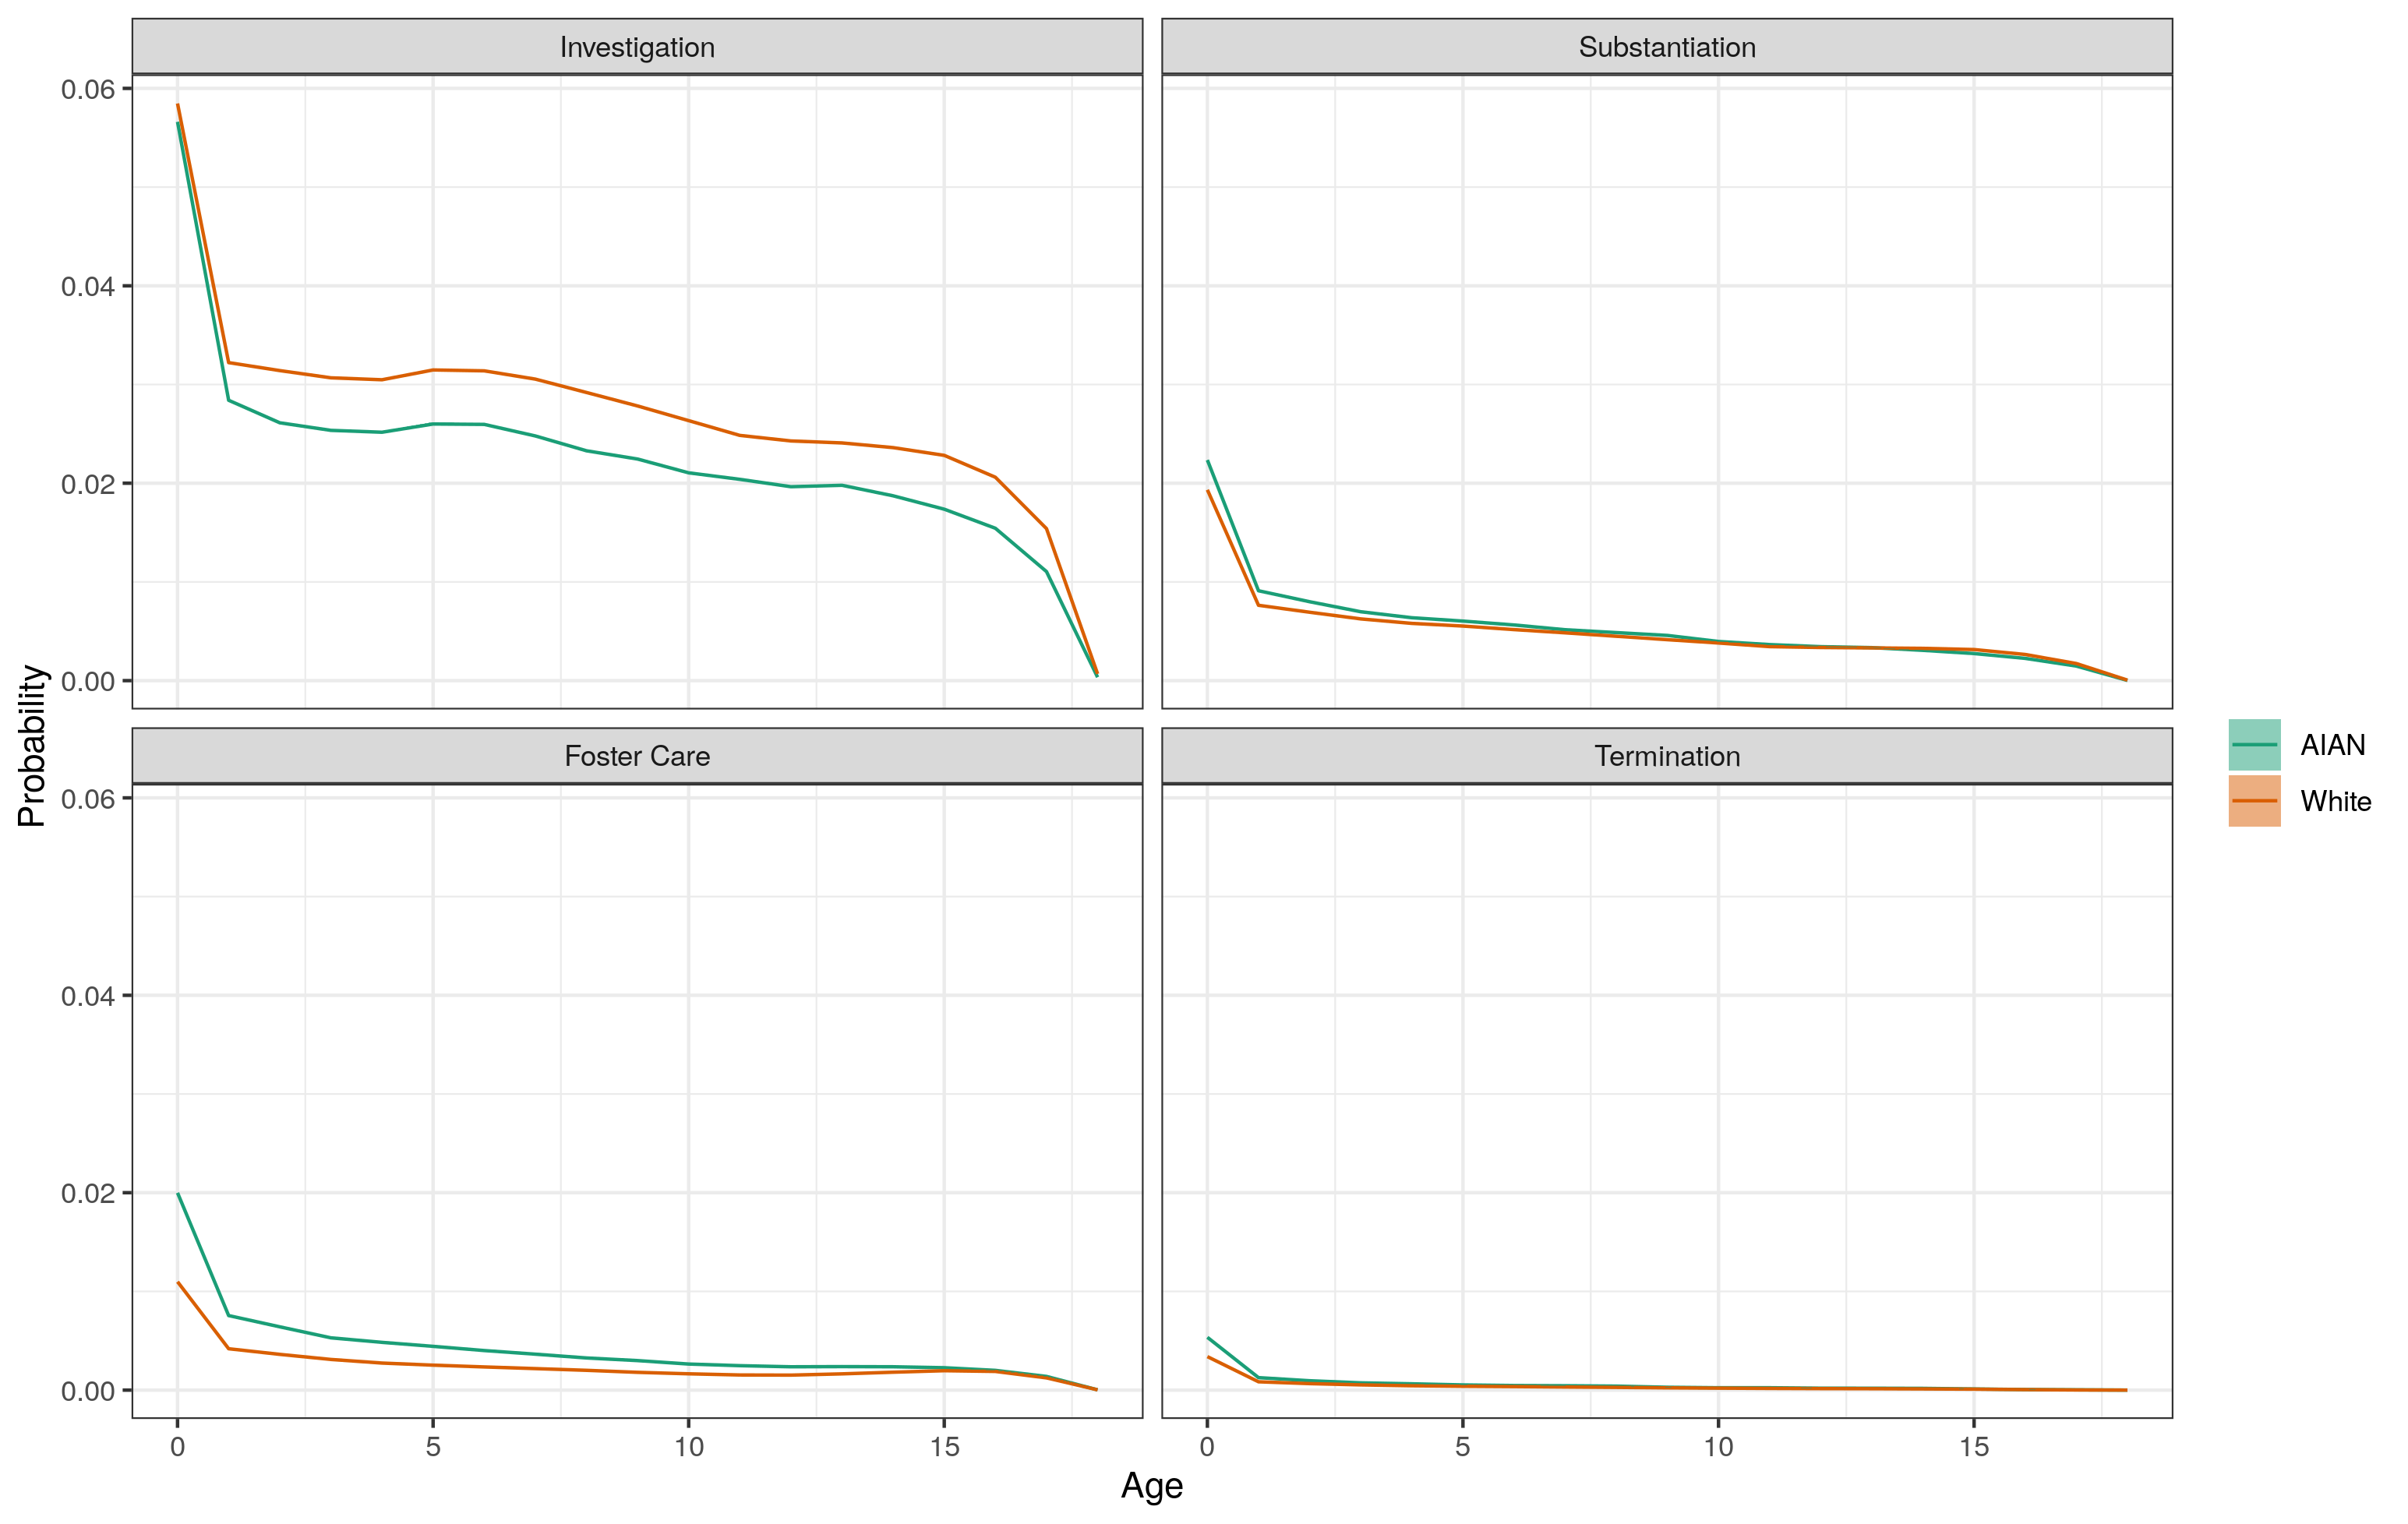 Investigation
Substantiation
0.06
0.04
0.02
0.00
Foster Care
Termination
0.06
0.04
0.02
0.00
0 5 10 15
0 5 10 15
Age
Probability
AIAN
White